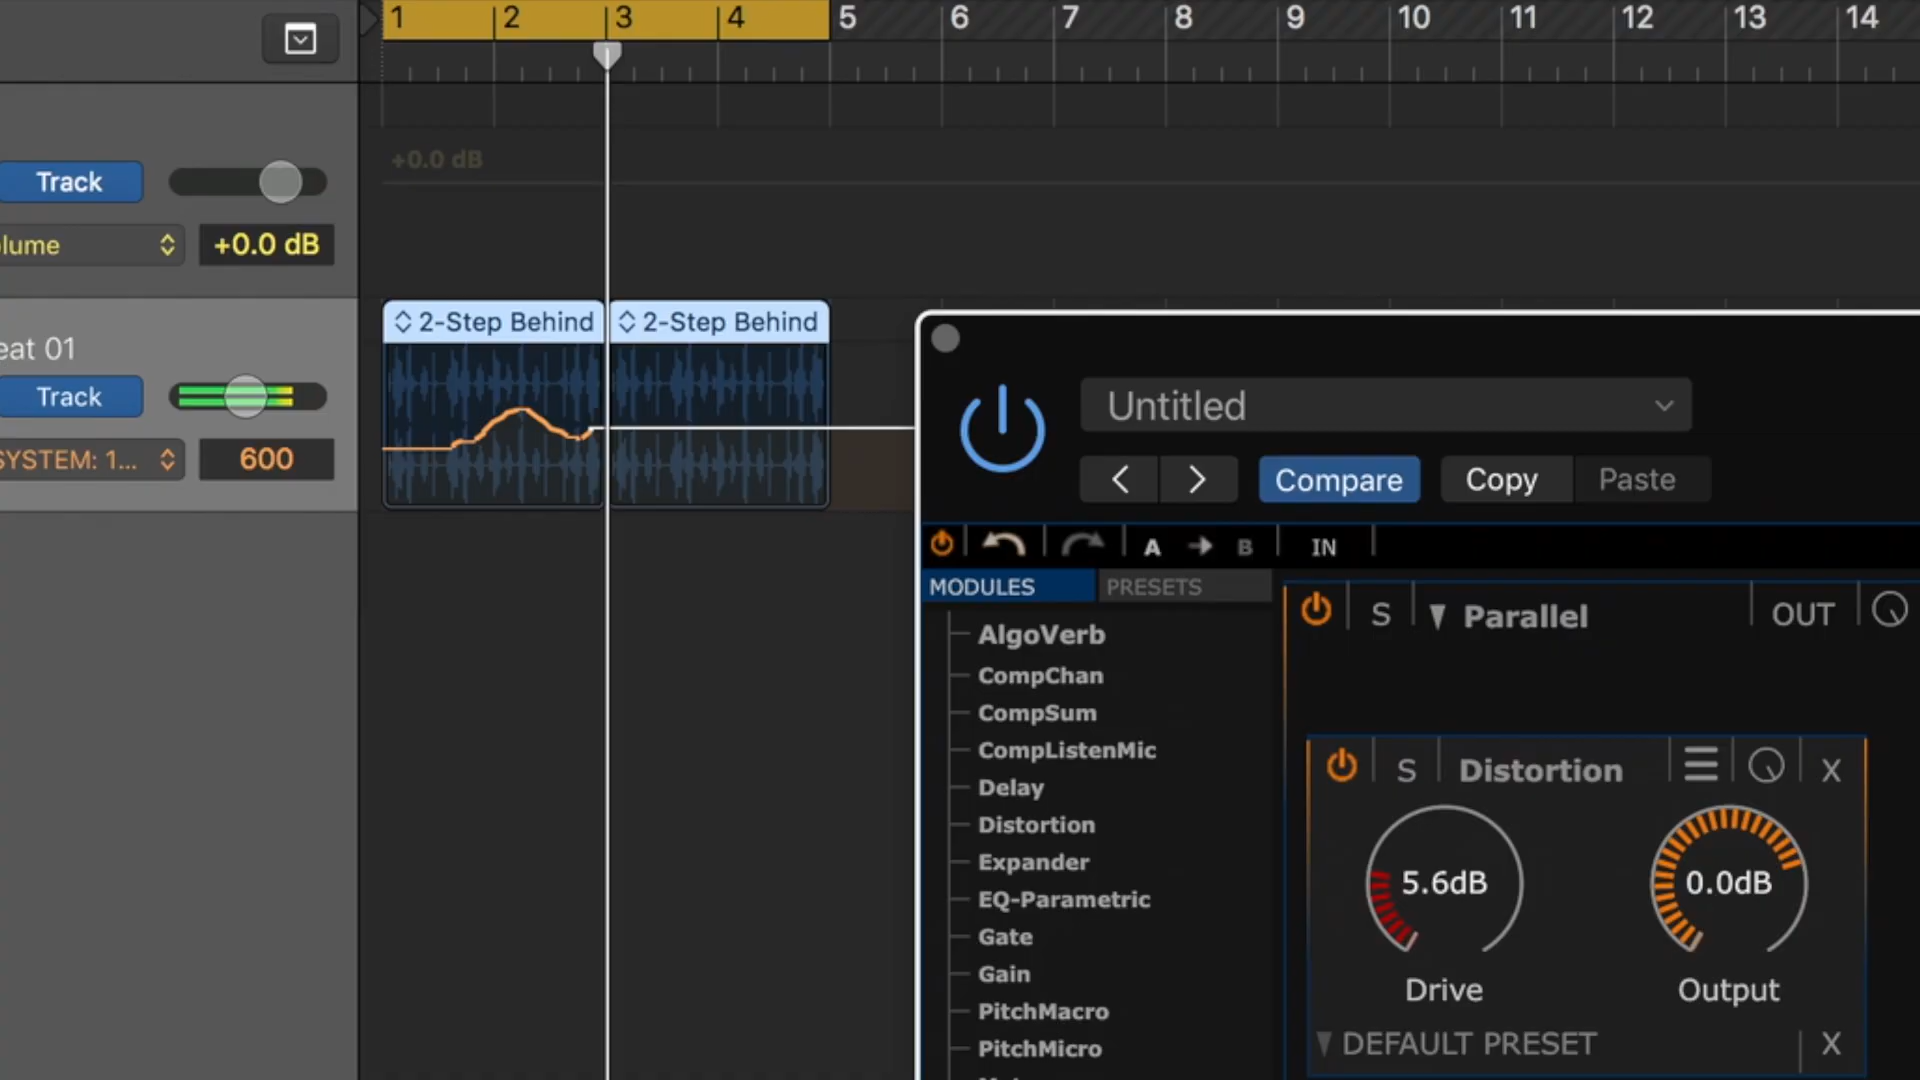 1 2 3 4 5 6 7 8 9 10 11 12 13 14
+0.0 dB
Track
lume +0.0 dB
2-Step Behind 2-Step Behind
eat 01
Track
SYSTEM: 1... 600
Untitled
Compare Copy Paste
A B IN
MODULES PRESETS
S Parallel OUT
AlgoVerb
CompChan
CompSum
CompListenMic
Delay
Distortion
Expander
EQ-Parametric
Gate
Gain
PitchMacro
PitchMicro
S Distortion X
5.6dB 0.0dB
Drive Output
DEFAULT PRESET X